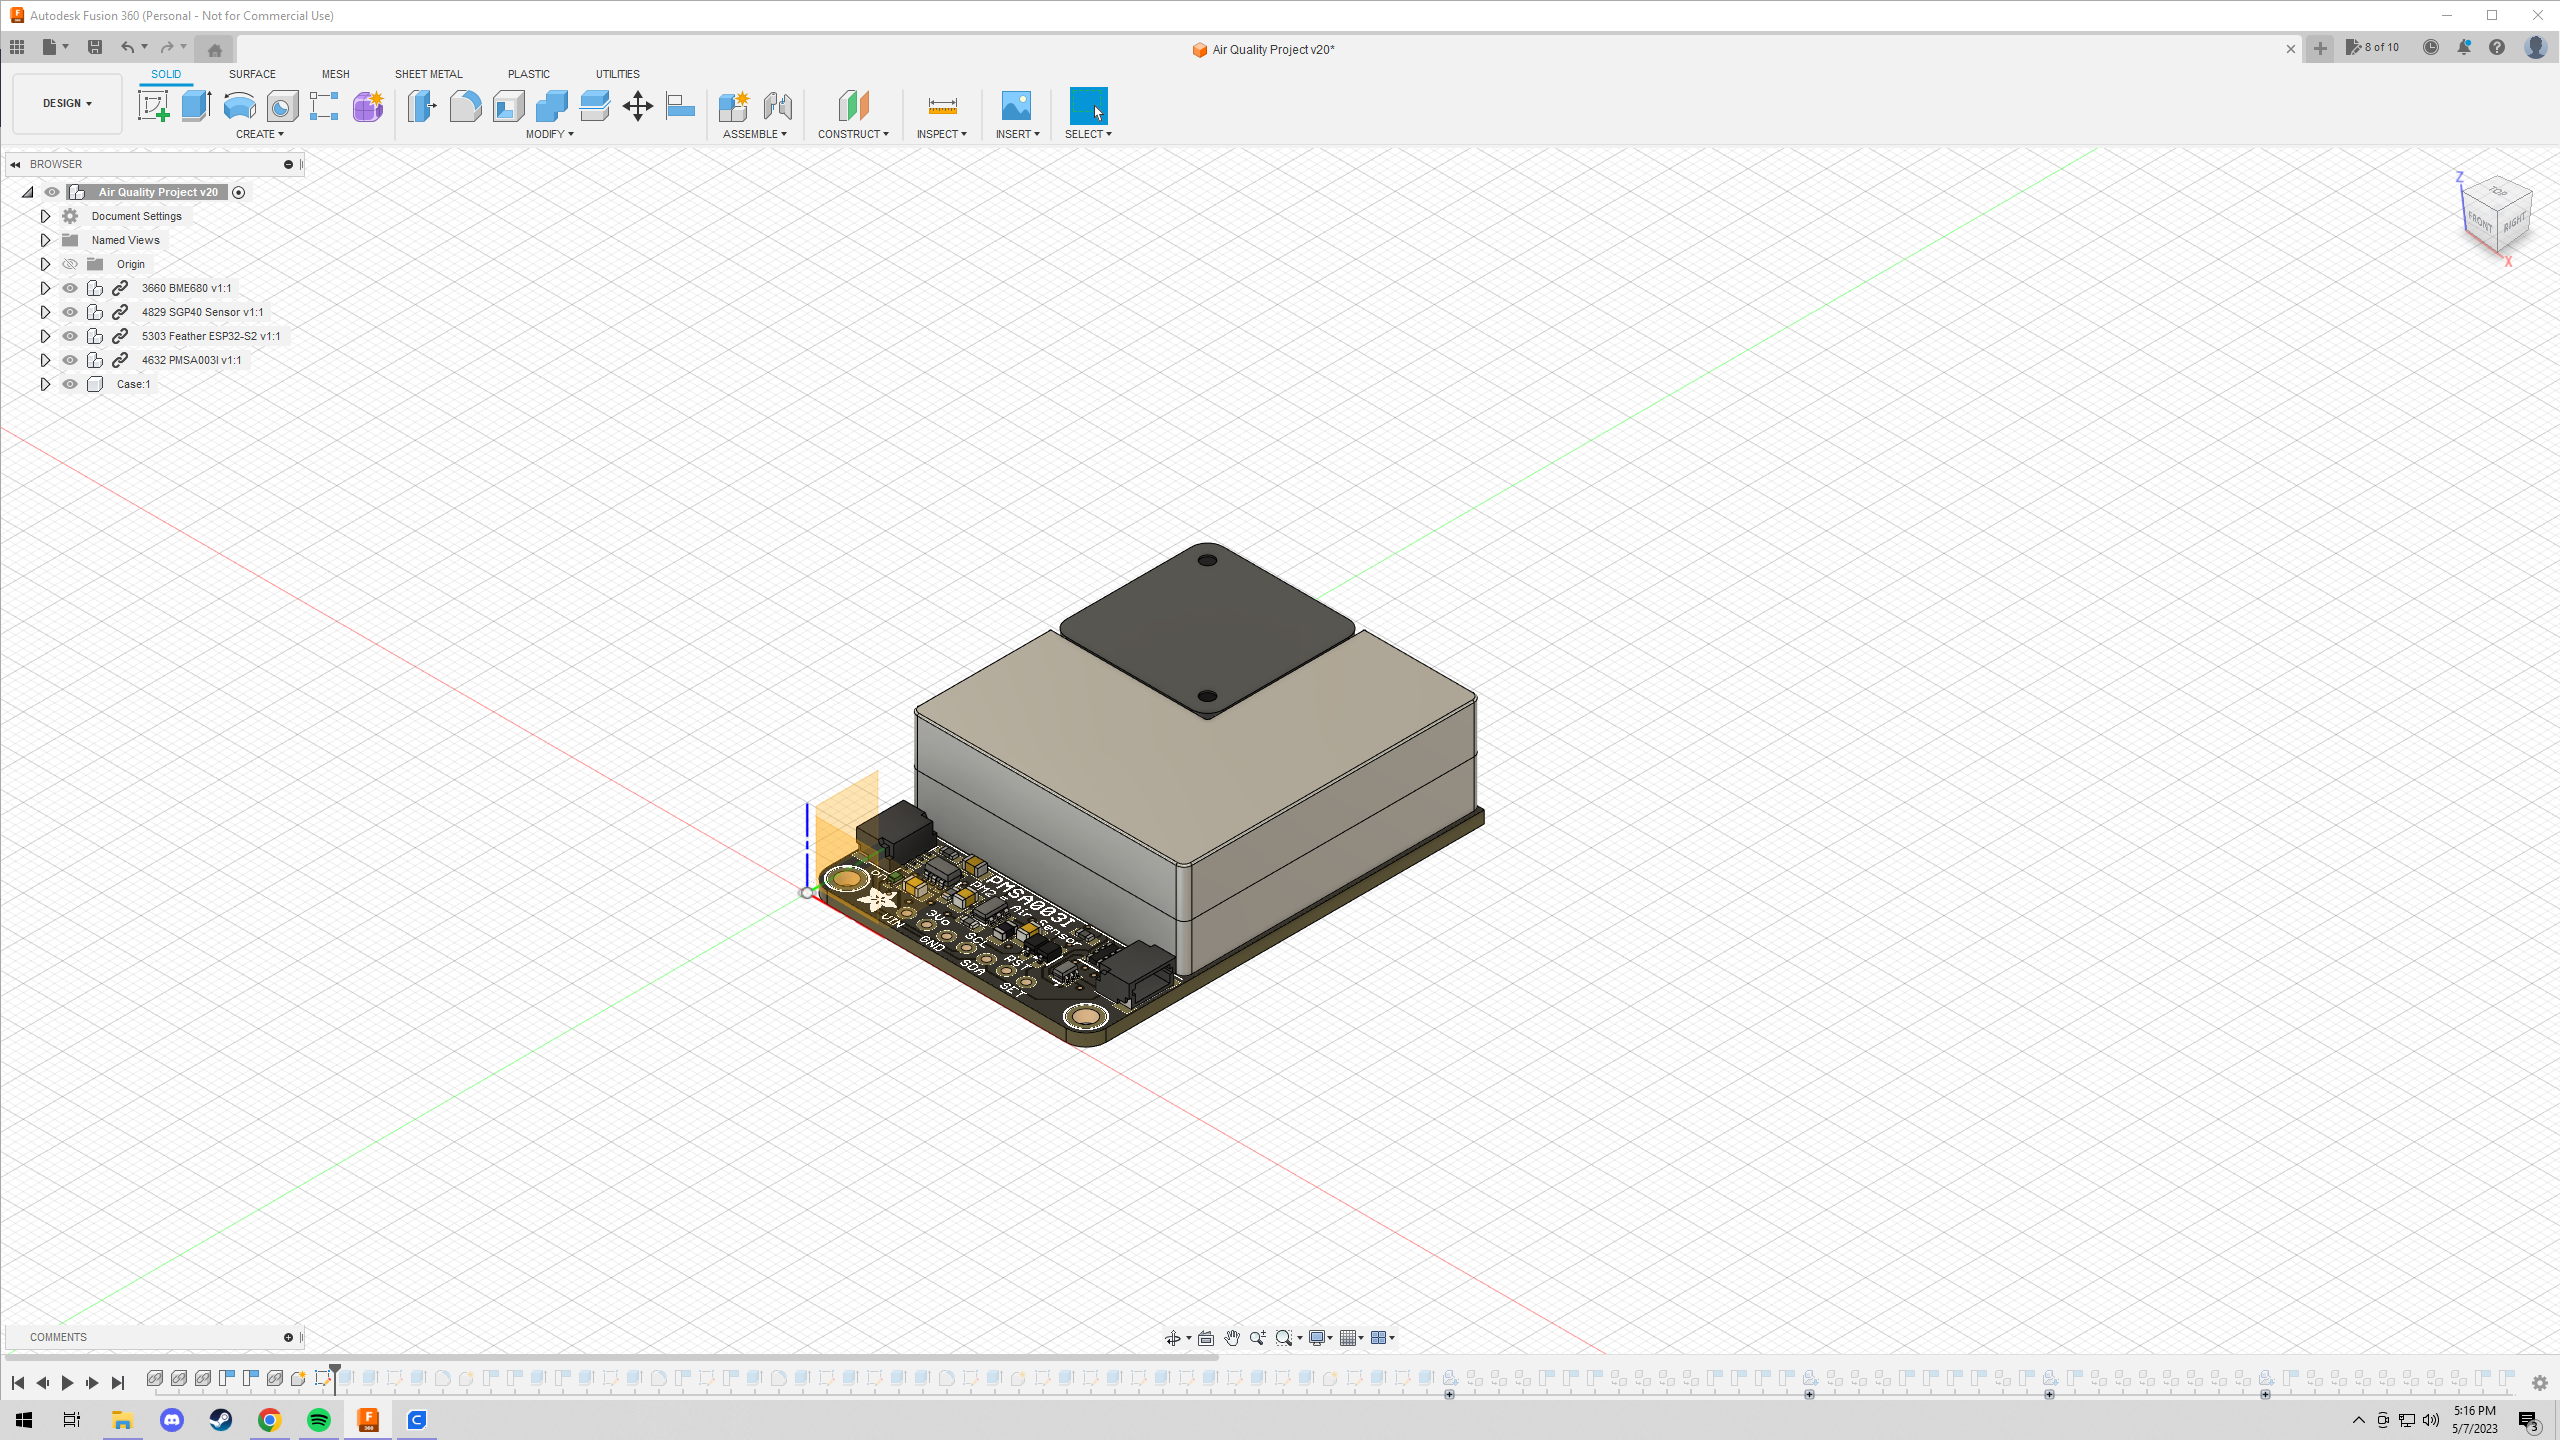 Autodesk Fusion 360 (Personal - Not for Commercial Use)
Air Quality Project v20*
8 of 10
SOLID
SURFACE
MESH
SHEET METAL
PLASTIC
UTILITIES
DESIGN
CREATE
MODIFY
ASSEMBLE
CONSTRUCT
INSPECT
INSERT
SELECT
BROWSER
Air Quality Project v20
Document Settings
Named Views
Origin
3660 BME680 v1:1
4829 SGP40 Sensor v1:1
5303 Feather ESP32-S2 v1:1
4632 PMSA003I v1:1
Case:1
Z
TOP
FRONT
RIGHT
X
on
PMSA003I
PM2.5 Air Sensor
VIN
3Vo
GND
SCL
SDA
RST
SET
COMMENTS
5:16 PM
5/7/2023
3